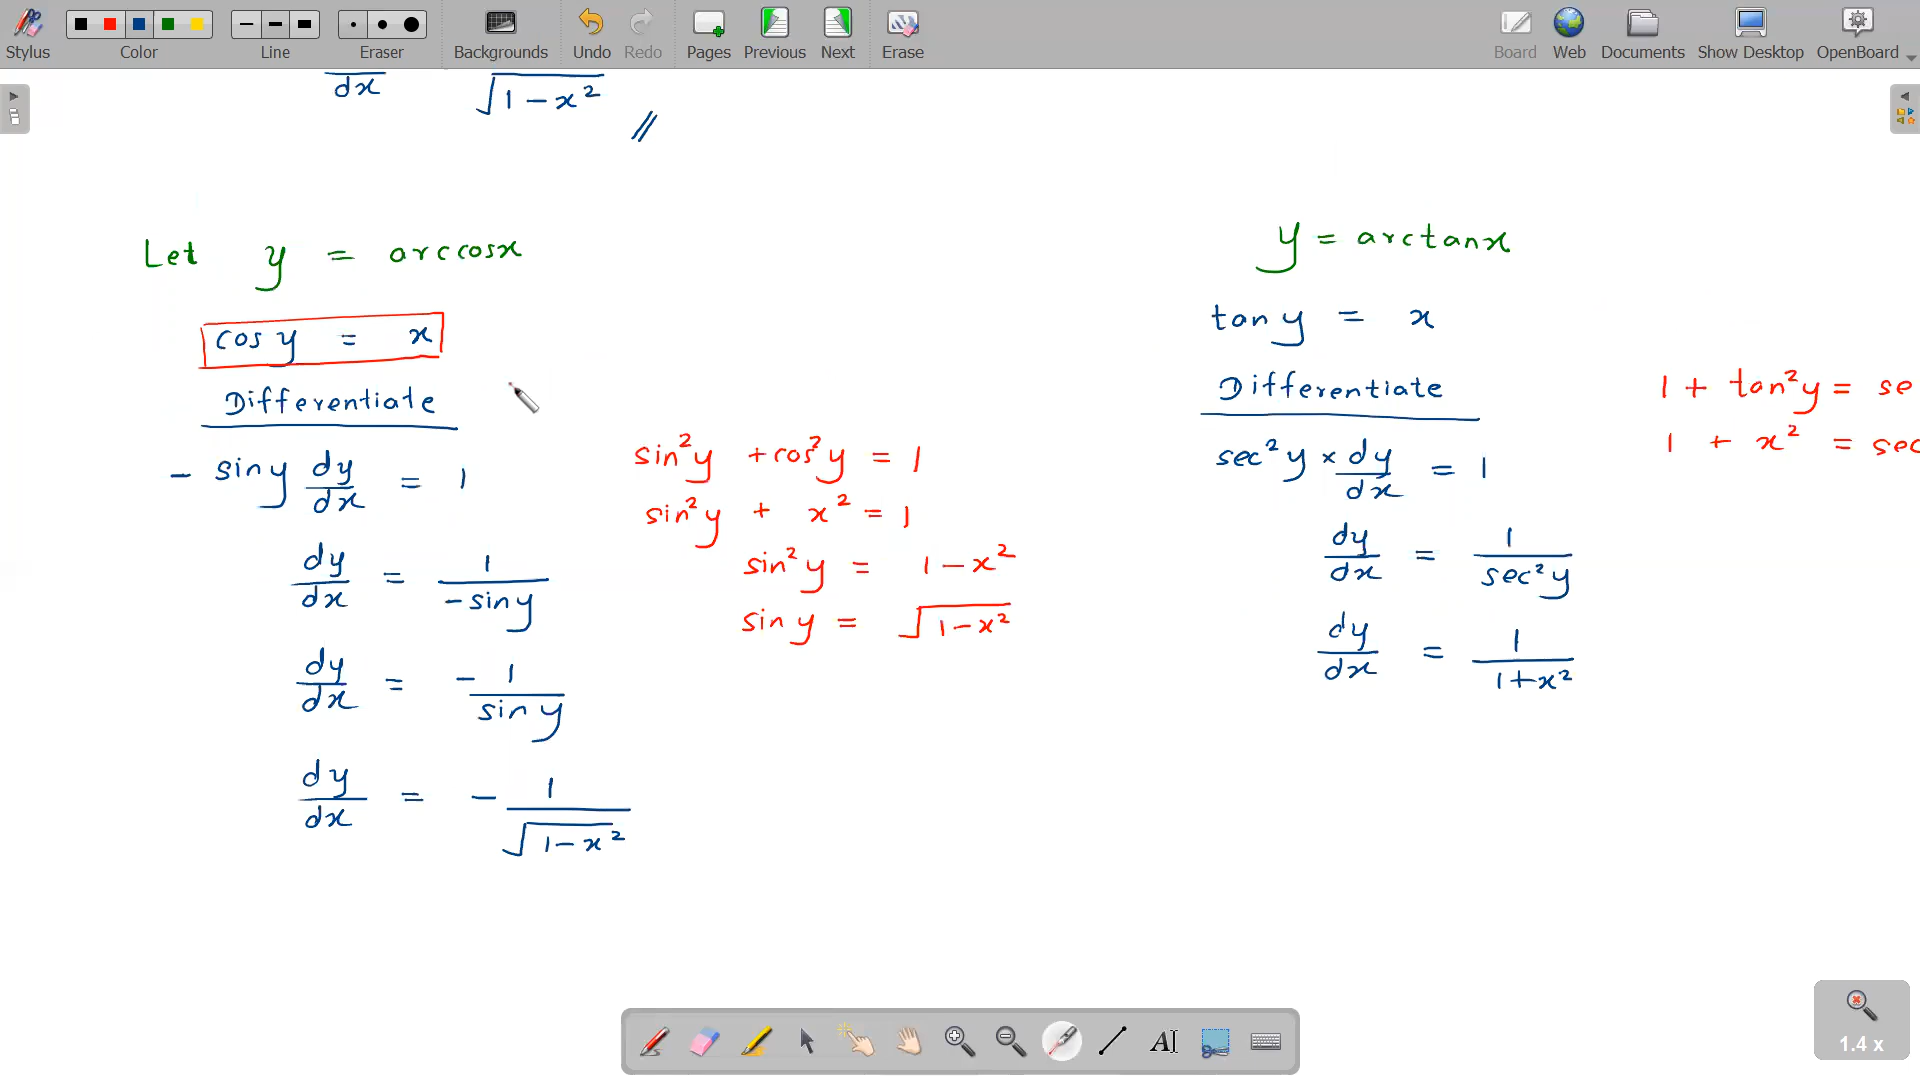 Stylus Color Line Eraser Backgrounds Undo Redo Pages Previous Next Erase Board Web Documents Show Desktop OpenBoard
dx √1-x²
//
Let y = arccosx
cos y = x
Differentiate
- siny dy/dx = 1
dy/dx = 1/-siny
dy/dx = - 1/sin y
dy/dx = - 1/√1-x²
sin²y + cos²y = 1
sin²y + x² = 1
sin²y = 1-x²
sin y = √1-x²
y = arctanx
tany = x
Differentiate
sec²y × dy/dx = 1
dy/dx = 1/sec²y
dy/dx = 1/1+x²
1 + tan²y = se
1 + x² = sec
AI
1.4 x